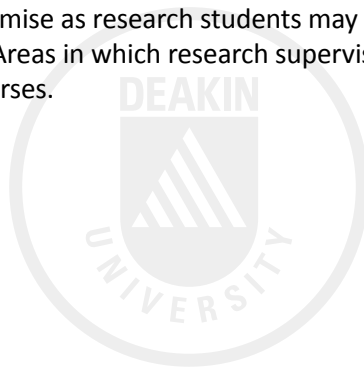 mise as research students may
Areas in which research supervis
rses.
DEAKIN
UNIVERSITY